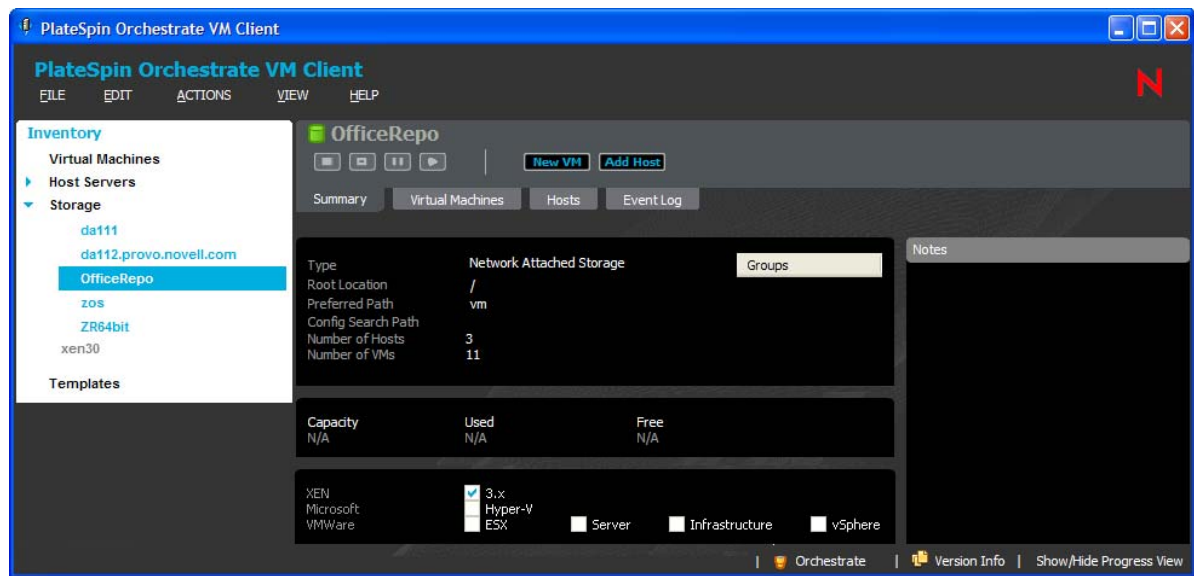 PlateSpin Orchestrate VM Client
PlateSpin Orchestrate VM Client
FILE EDIT ACTIONS VIEW HELP
N
Inventory
Virtual Machines
Host Servers
Storage
da111
da112.provo.novell.com
OfficeRepo
zos
ZR64bit
xen30
Templates
OfficeRepo
New VM Add Host
Summary Virtual Machines Hosts Event Log
Type Network Attached Storage
Root Location /
Preferred Path vm
Config Search Path
Number of Hosts 3
Number of VMs 11
Groups
Notes
Capacity Used Free
N/A N/A N/A
XEN 3.x
Microsoft Hyper-V
VMWare ESX Server Infrastructure vSphere
| Orchestrate | Version Info | Show/Hide Progress View